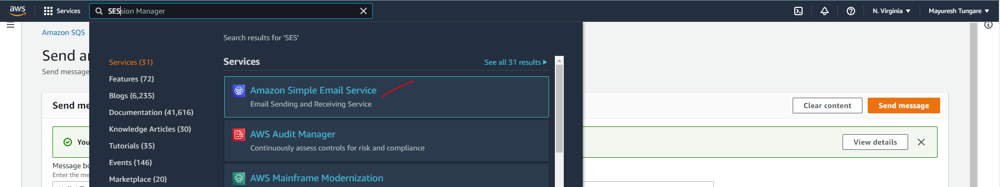 aws
Services
SESsion Manager
N. Virginia
Mayuresh Tungare
Amazon SQS
Send a
Send message
Send me
Clear content
Send message
You
View details
Message bo
Enter the me
Search results for 'SES'
Services (31)
Features (72)
Blogs (6,235)
Documentation (41,616)
Knowledge Articles (30)
Tutorials (35)
Events (146)
Marketplace (20)
Services
See all 31 results
Amazon Simple Email Service
Email Sending and Receiving Service
AWS Audit Manager
Continuously assess controls for risk and compliance
AWS Mainframe Modernization